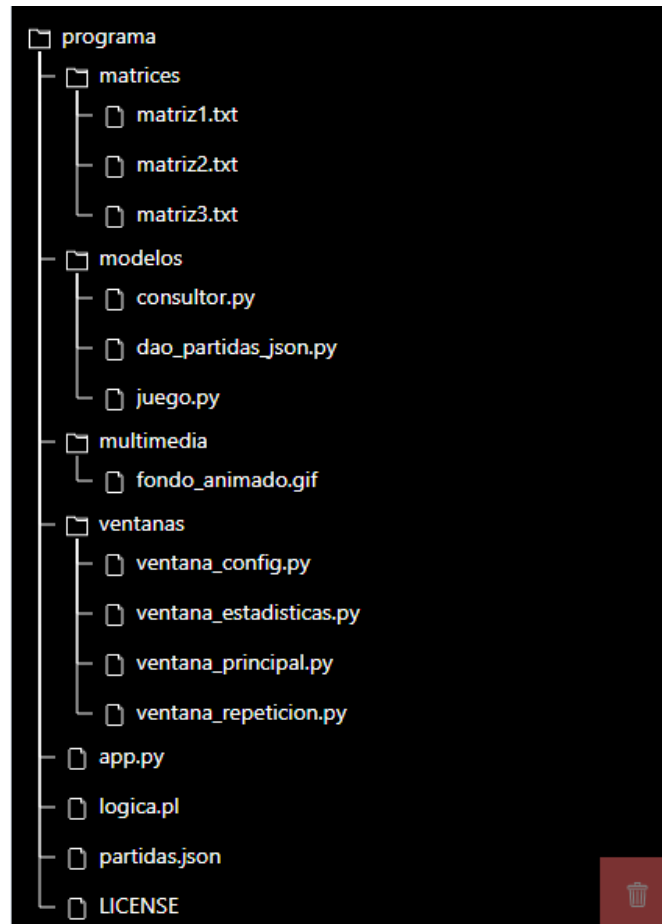 programa
matrices
matriz1.txt
matriz2.txt
matriz3.txt
modelos
consultor.py
dao_partidas_json.py
juego.py
multimedia
fondo_animado.gif
ventanas
ventana_config.py
ventana_estadisticas.py
ventana_principal.py
ventana_repeticion.py
app.py
logica.pl
partidas.json
LICENSE